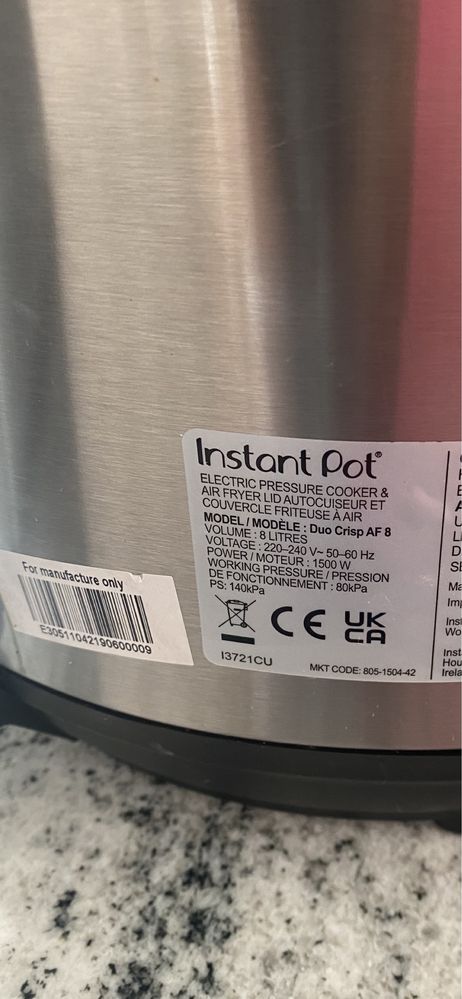 Instant Pot®
ELECTRIC PRESSURE COOKER &
AIR FRYER LID AUTOCUISEUR ET
COUVERCLE FRITEUSE À AIR
MODEL / MODÈLE : Duo Crisp AF 8
VOLUME : 8 LITRES
VOLTAGE : 220–240 V~ 50–60 Hz
POWER / MOTEUR : 1500 W
WORKING PRESSURE / PRESSION
DE FONCTIONNEMENT : 80kPa
PS: 140kPa
CE UK
CA
I3721CU
MKT CODE: 805-1504-42
For manufacture only
E30511042190600009